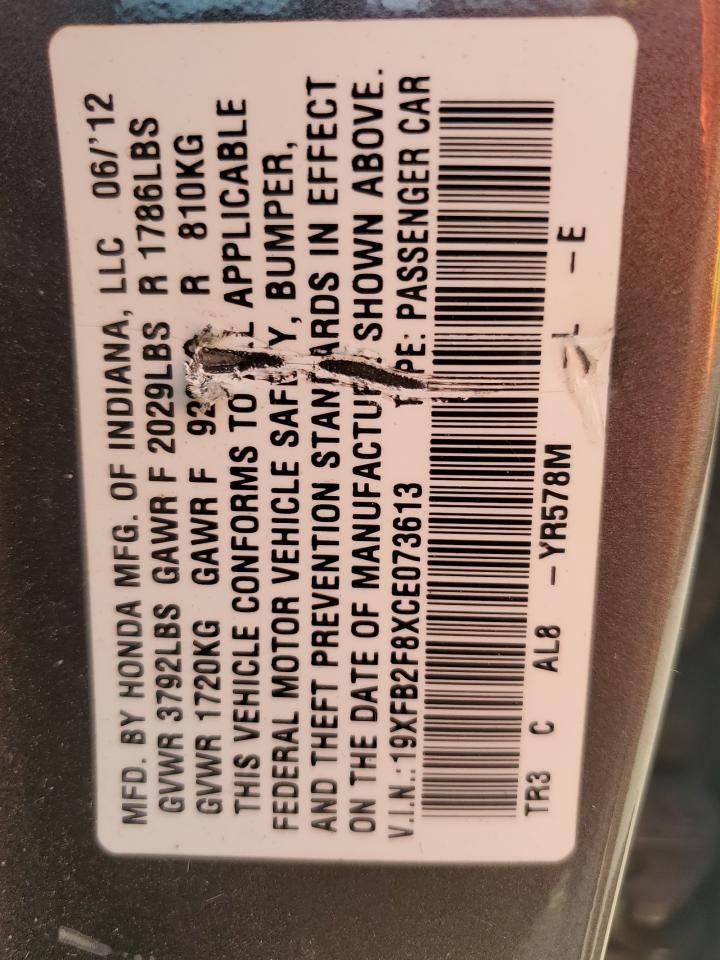 MFD. BY HONDA MFG. OF INDIANA, LLC 06/'12
GVWR 3792LBS GAWR F 2029LBS R 1786LBS
GVWR 1720KG GAWR F 92 R 810KG
THIS VEHICLE CONFORMS TO APPLICABLE
FEDERAL MOTOR VEHICLE SAF Y, BUMPER,
AND THEFT PREVENTION STAN ARDS IN EFFECT
ON THE DATE OF MANUFACTU SHOWN ABOVE.
V.I.N.:19XFB2F8XCE073613 PE: PASSENGER CAR
TR3 C AL8 -YR578M L -E